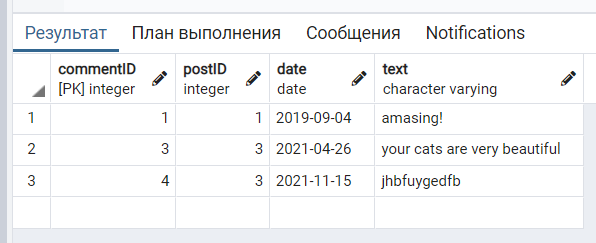 Результат План выполнения Сообщения Notifications
commentID postID date text
[PK] integer integer date character varying
1 1 1 2019-09-04 amasing!
2 3 3 2021-04-26 your cats are very beautiful
3 4 3 2021-11-15 jhbfuygedfb